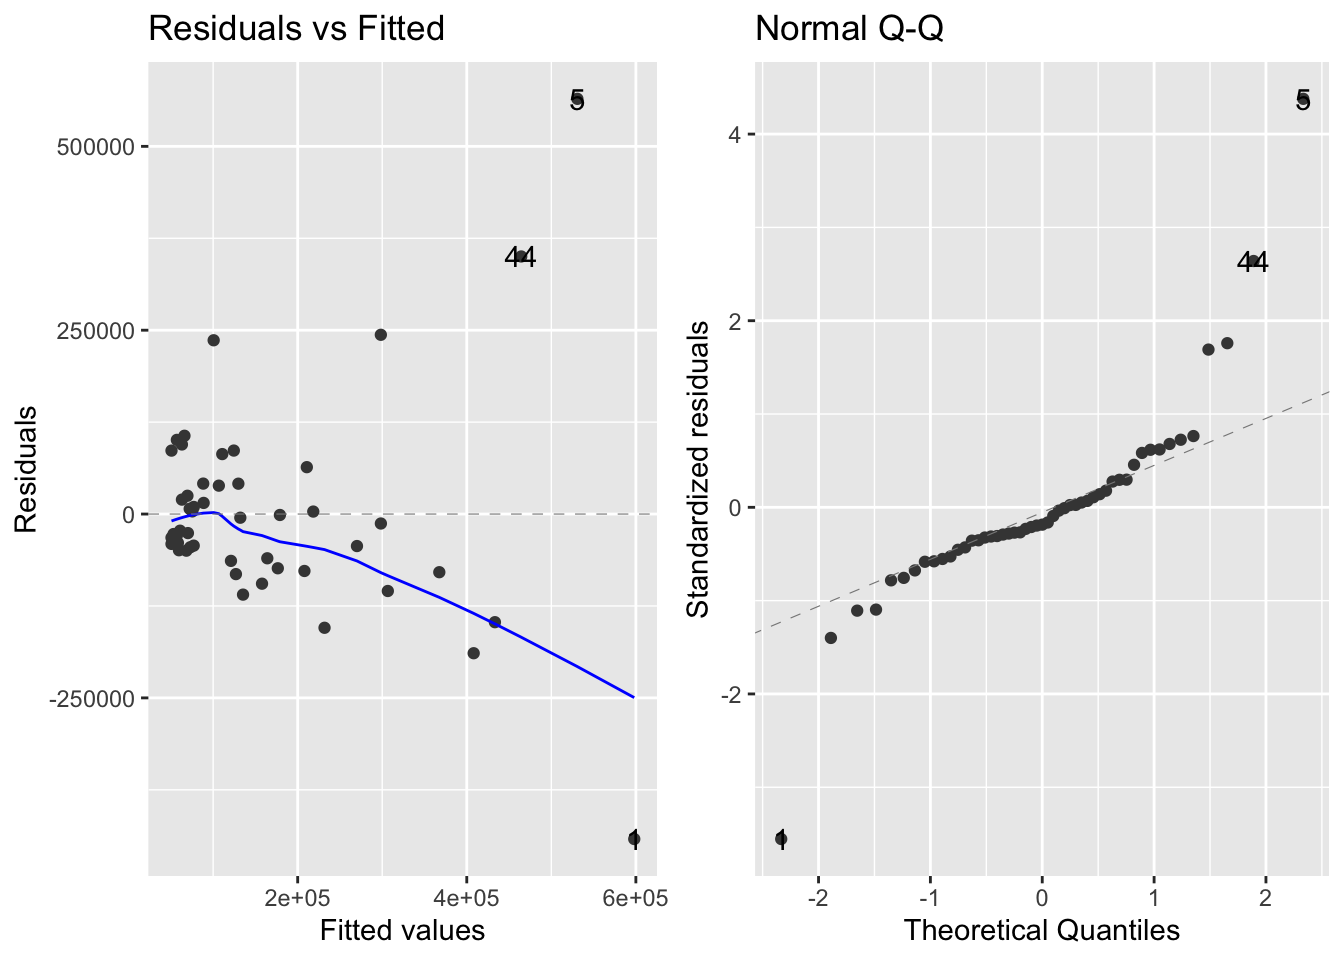 Residuals vs Fitted
500000
250000
0
-250000
Residuals
5
44
1
2e+05
4e+05
6e+05
Fitted values
Normal Q-Q
4
2
0
-2
Standardized residuals
5
44
1
-2
-1
0
1
2
Theoretical Quantiles